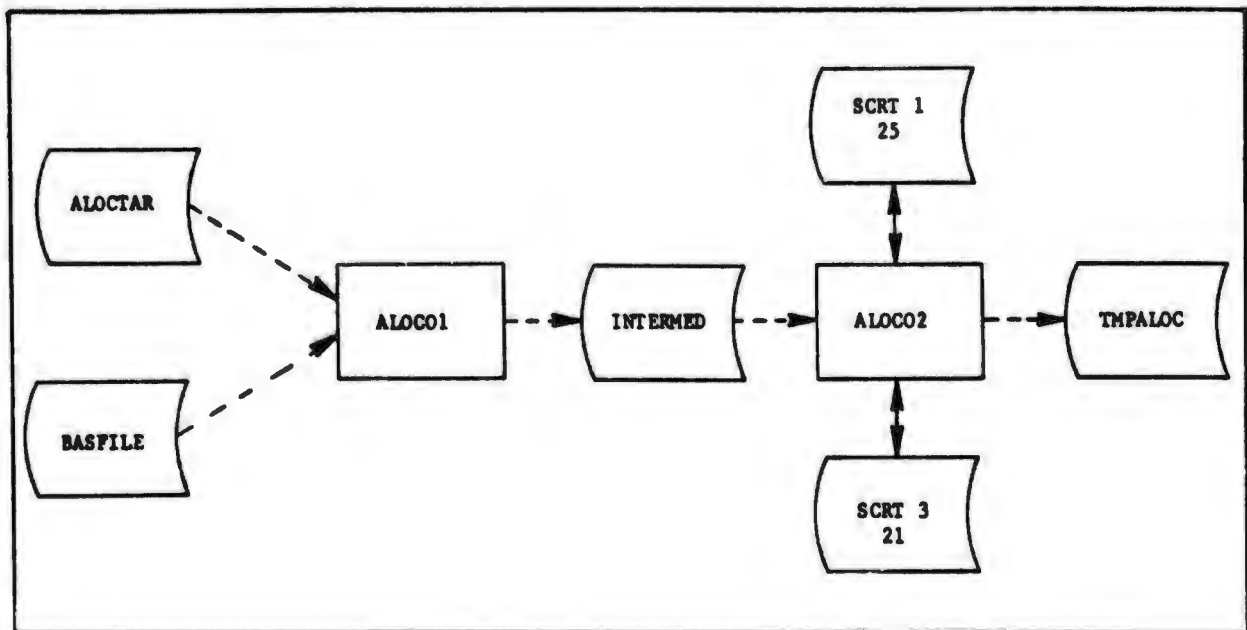 SCRT 1
25
ALOCTAR
ALOCO1
INTERMED
ALOCO2
TMPALOC
BASFILE
SCRT 3
21